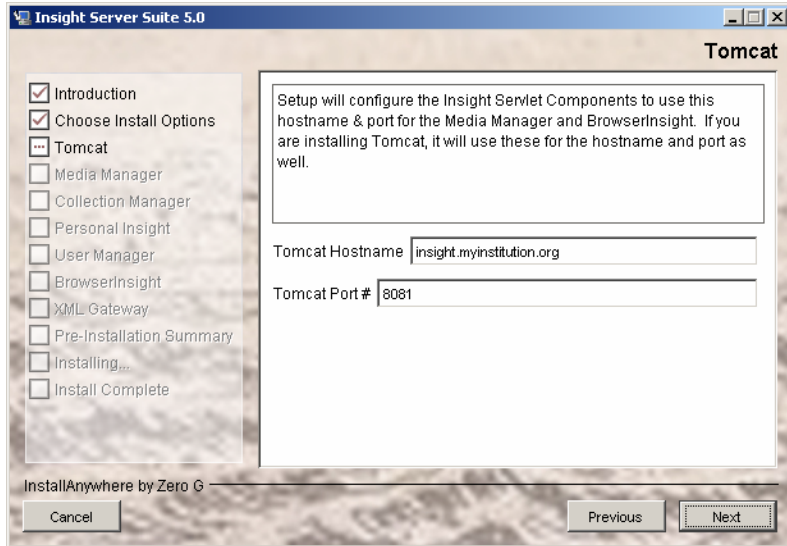 Insight Server Suite 5.0
Tomcat
Introduction
Choose Install Options
Tomcat
Media Manager
Collection Manager
Personal Insight
User Manager
BrowserInsight
XML Gateway
Pre-Installation Summary
Installing...
Install Complete
Setup will configure the Insight Servlet Components to use this
hostname & port for the Media Manager and BrowserInsight. If you
are installing Tomcat, it will use these for the hostname and port as
well.
Tomcat Hostname insight.myinstitution.org
Tomcat Port # 8081
InstallAnywhere by Zero G
Cancel Previous Next